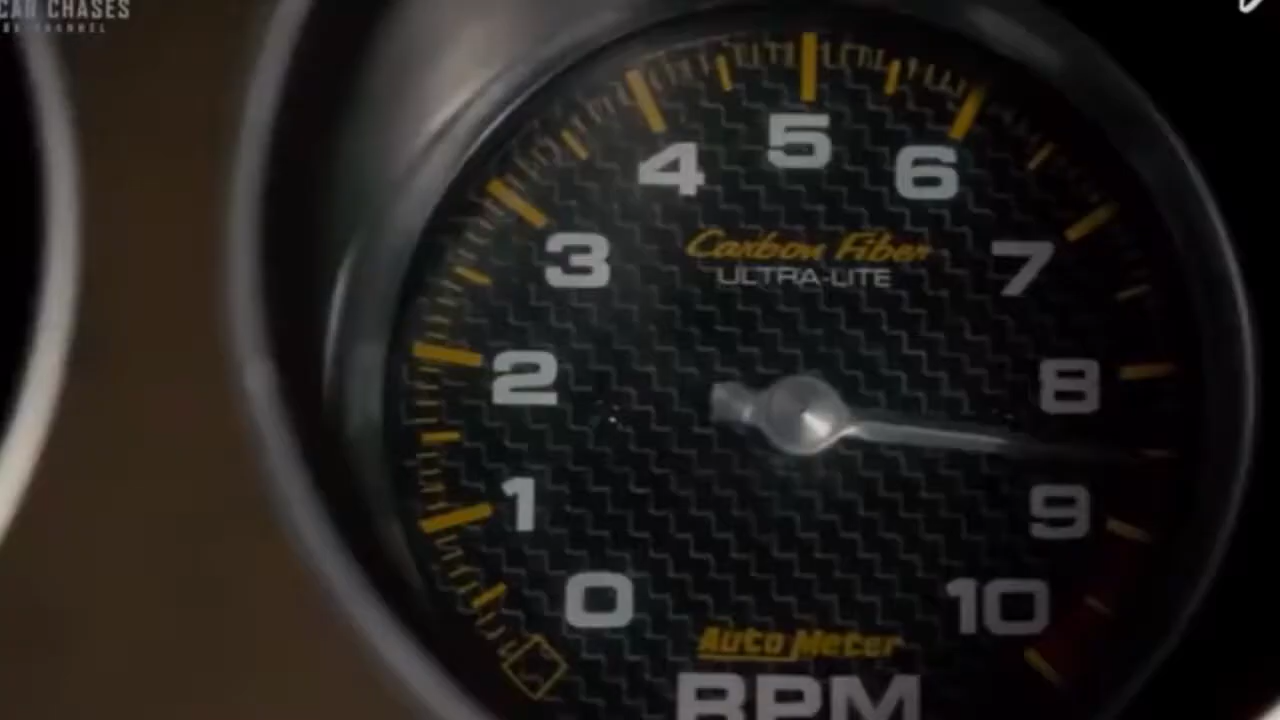 CAR CHASES
CHANNEL
5
4
6
3
Carbon Fiber
7
ULTRA-LITE
2
8
1
9
0
10
Auto Meter
RPM